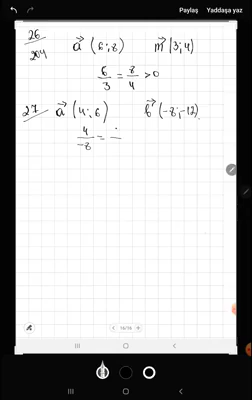 Paylaş Yaddaşa yaz
26/204 a⃗ (6;8) m⃗ (3;4)
6/3 = 8/4 > 0
27 a⃗ (4;6) b⃗ (-8;-12)
4/-8 =
16/16